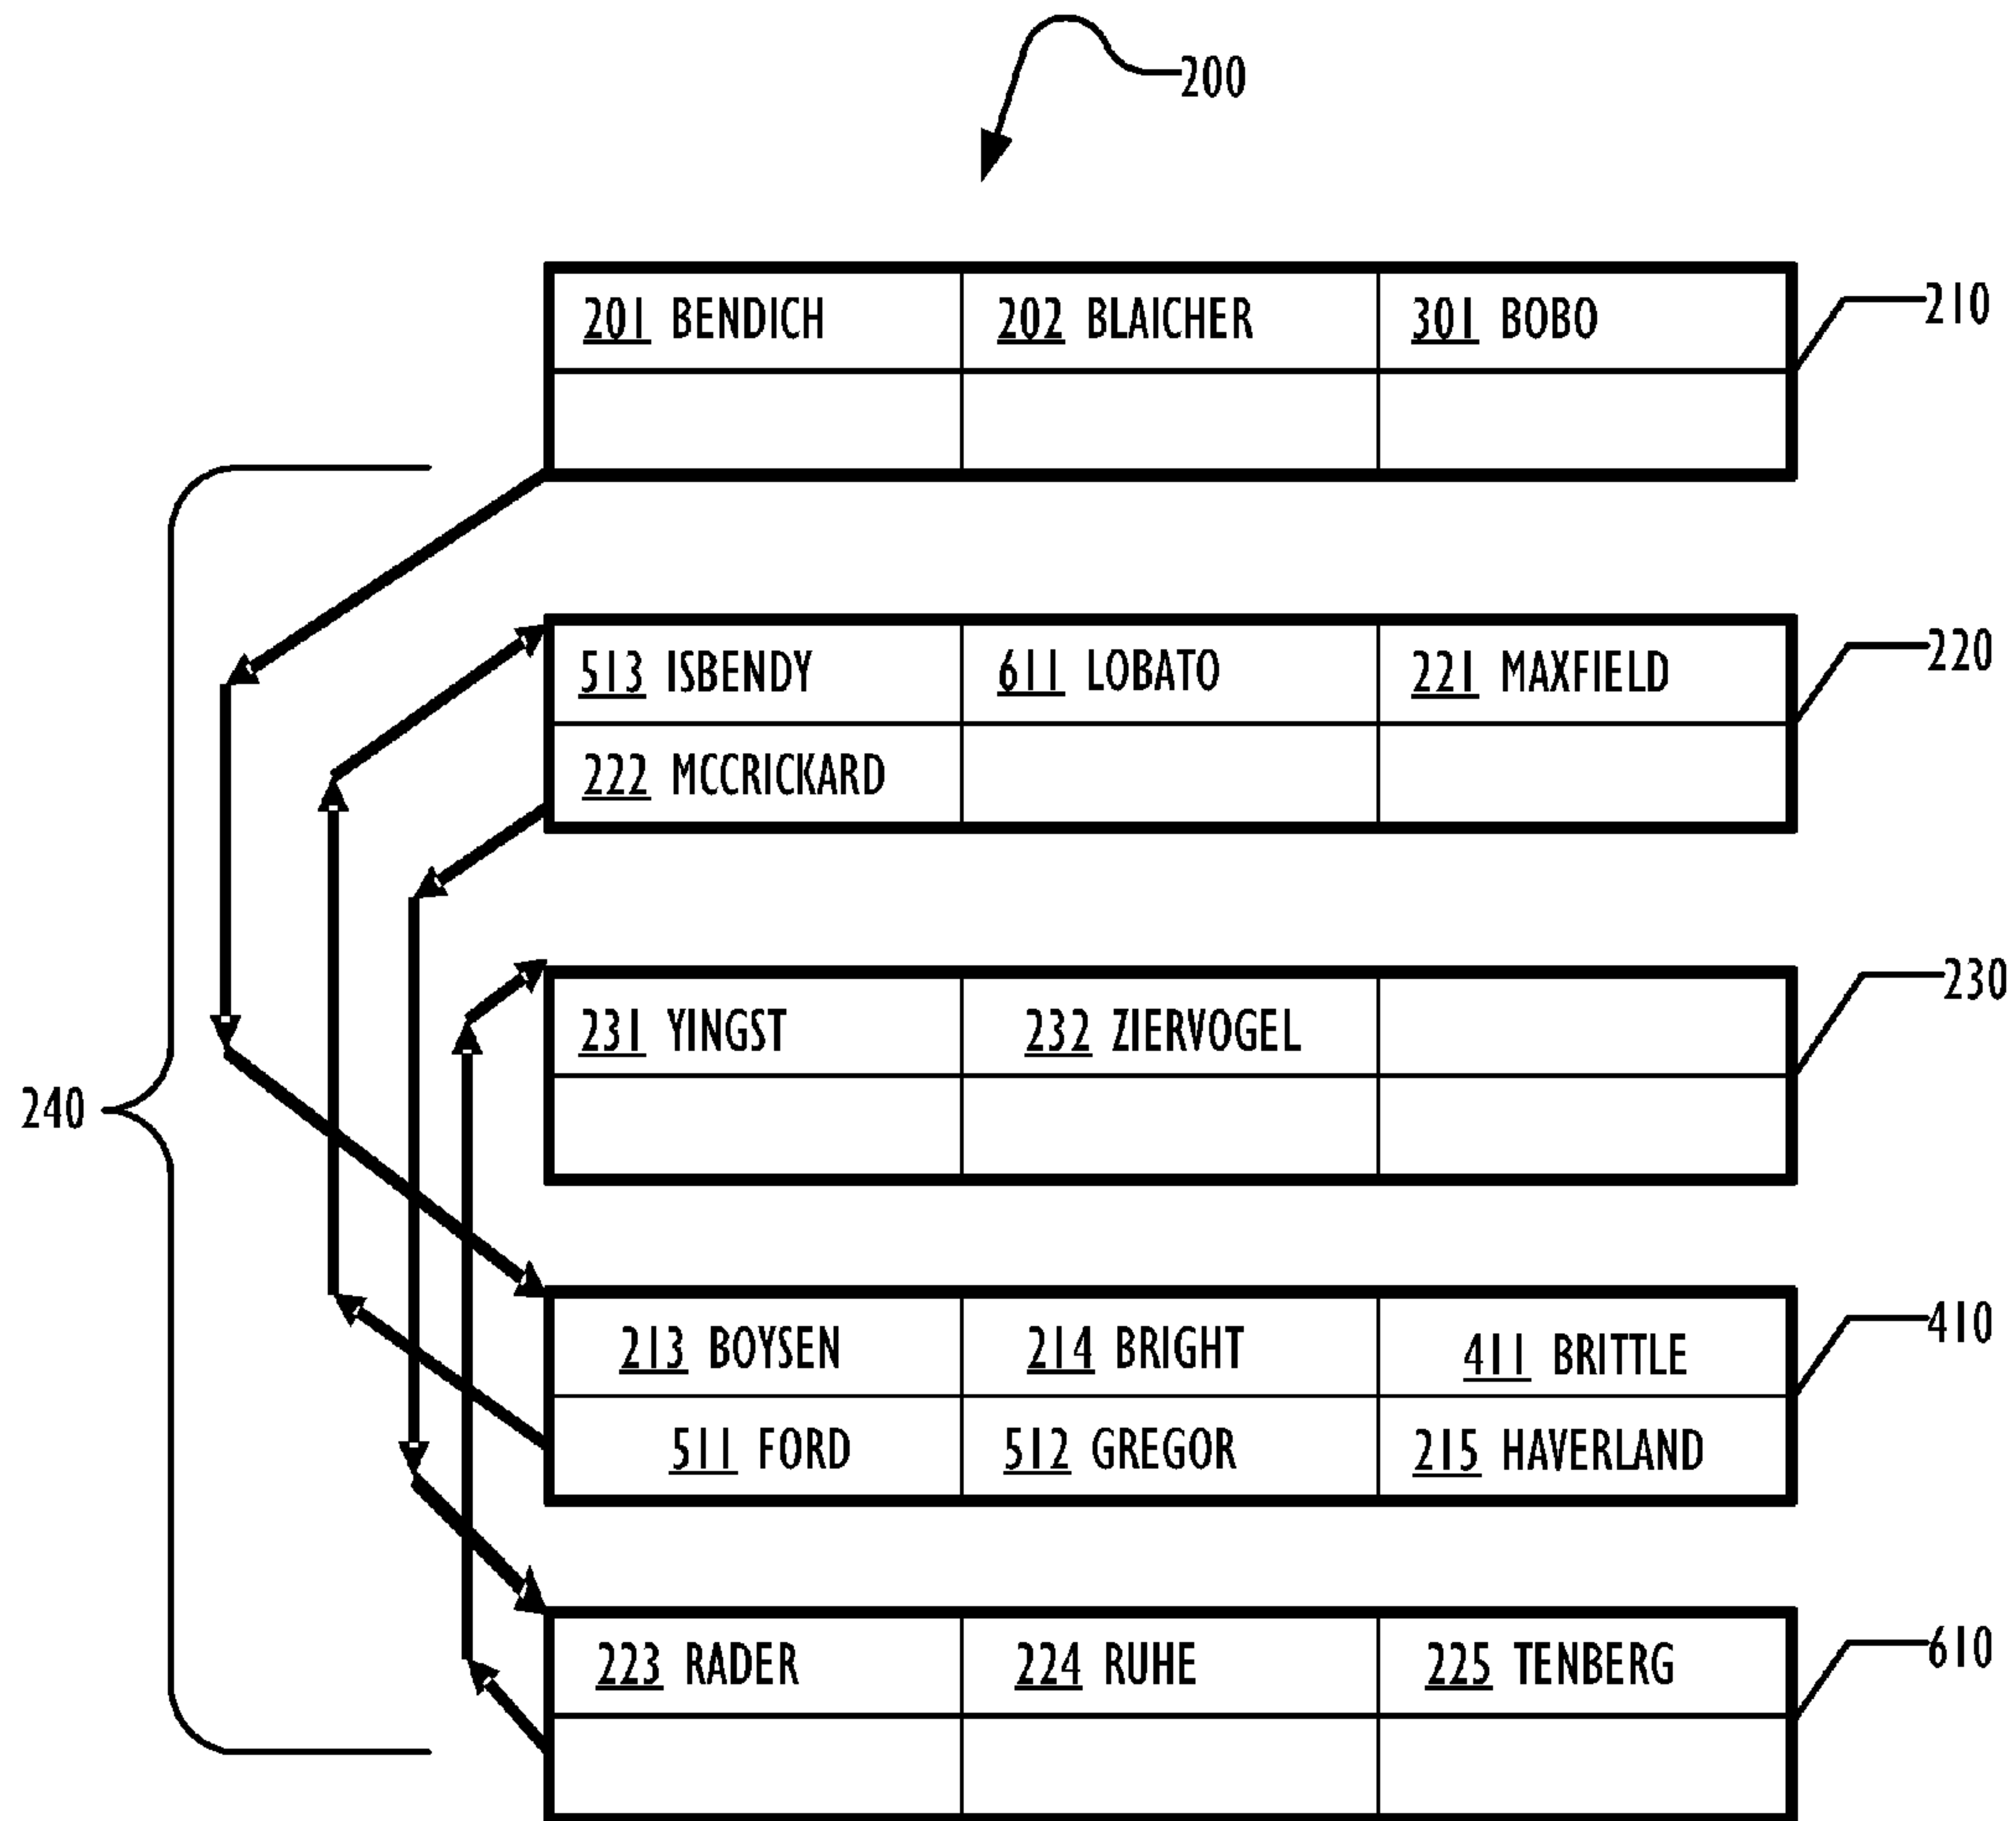 200
201 BENDICH 202 BLAICHER 301 BOBO
210
513 ISBENDY 611 LOBATO 221 MAXFIELD
220
222 MCCRICKARD
231 YINGST 232 ZIERVOGEL
230
240
213 BOYSEN 214 BRIGHT 411 BRITTLE
410
511 FORD 512 GREGOR 215 HAVERLAND
223 RADER 224 RUHE 225 TENBERG
610